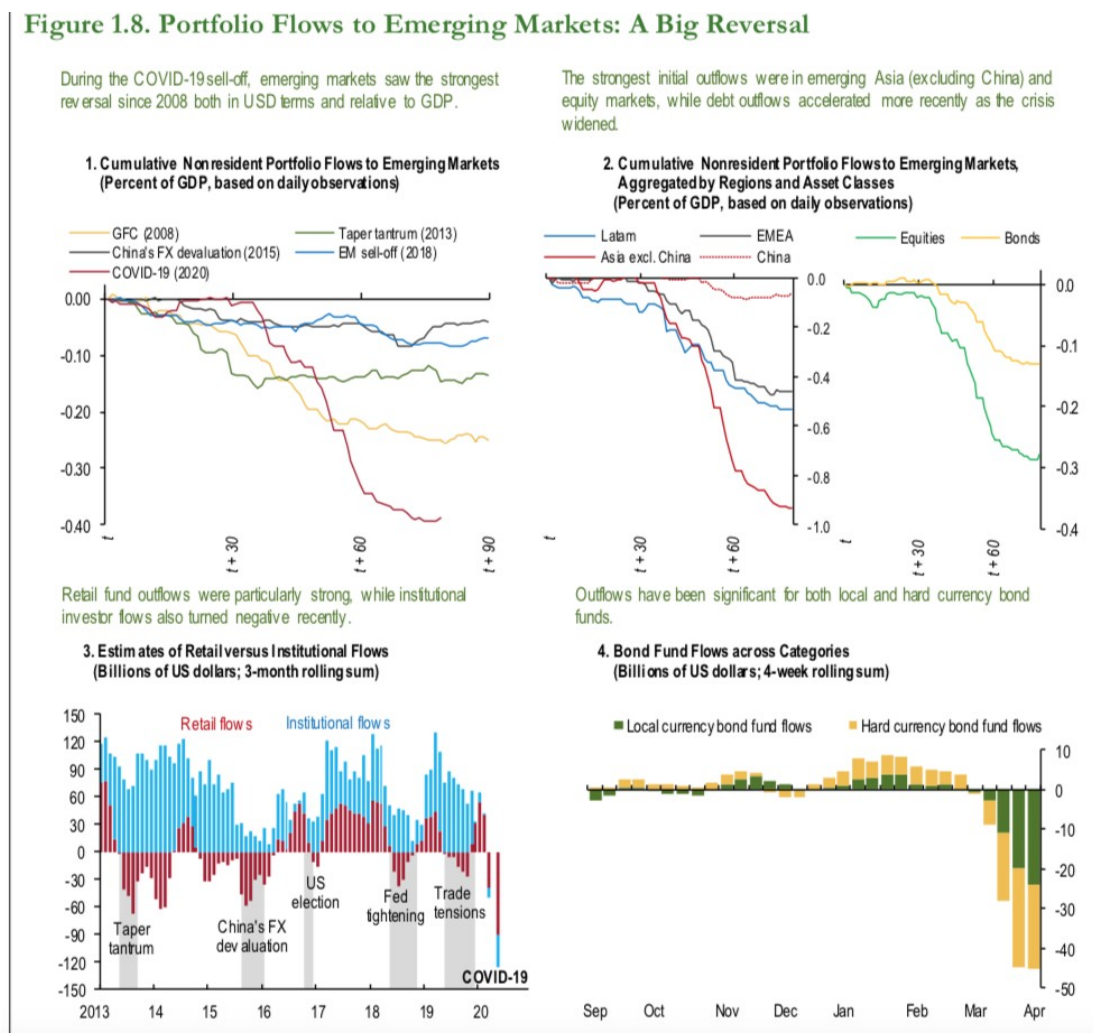 Figure 1.8. Portfolio Flows to Emerging Markets: A Big Reversal
During the COVID-19 sell-off, emerging markets saw the strongest
reversal since 2008 both in USD terms and relative to GDP.
The strongest initial outflows were in emerging Asia (excluding China) and
equity markets, while debt outflows accelerated more recently as the crisis
widened.
1. Cumulative Nonresident Portfolio Flows to Emerging Markets
(Percent of GDP, based on daily observations)
GFC (2008)
Taper tantrum (2013)
China's FX devaluation (2015)
EM sell-off (2018)
COVID-19 (2020)
0.00
-0.10
-0.20
-0.30
-0.40
t
t + 30
t + 60
t + 90
2. Cumulative Nonresident Portfolio Flows to Emerging Markets,
Aggregated by Regions and Asset Classes
(Percent of GDP, based on daily observations)
Latam
EMEA
Asia excl. China
China
Equities
Bonds
0.0
-0.2
-0.4
-0.6
-0.8
-1.0
t
t + 30
t + 60
0.0
-0.1
-0.2
-0.3
-0.4
t
t + 30
t + 60
Retail fund outflows were particularly strong, while institutional
investor flows also turned negative recently.
Outflows have been significant for both local and hard currency bond
funds.
3. Estimates of Retail versus Institutional Flows
(Billions of US dollars; 3-month rolling sum)
Retail flows
Institutional flows
150
120
90
60
30
0
-30
-60
-90
-120
-150
Taper
tantrum
China's FX
devaluation
US
election
Fed
tightening
Trade
tensions
COVID-19
2013 14 15 16 17 18 19 20
4. Bond Fund Flows across Categories
(Billions of US dollars; 4-week rolling sum)
Local currency bond fund flows
Hard currency bond fund flows
10
0
-10
-20
-30
-40
-50
Sep Oct Nov Dec Jan Feb Mar Apr